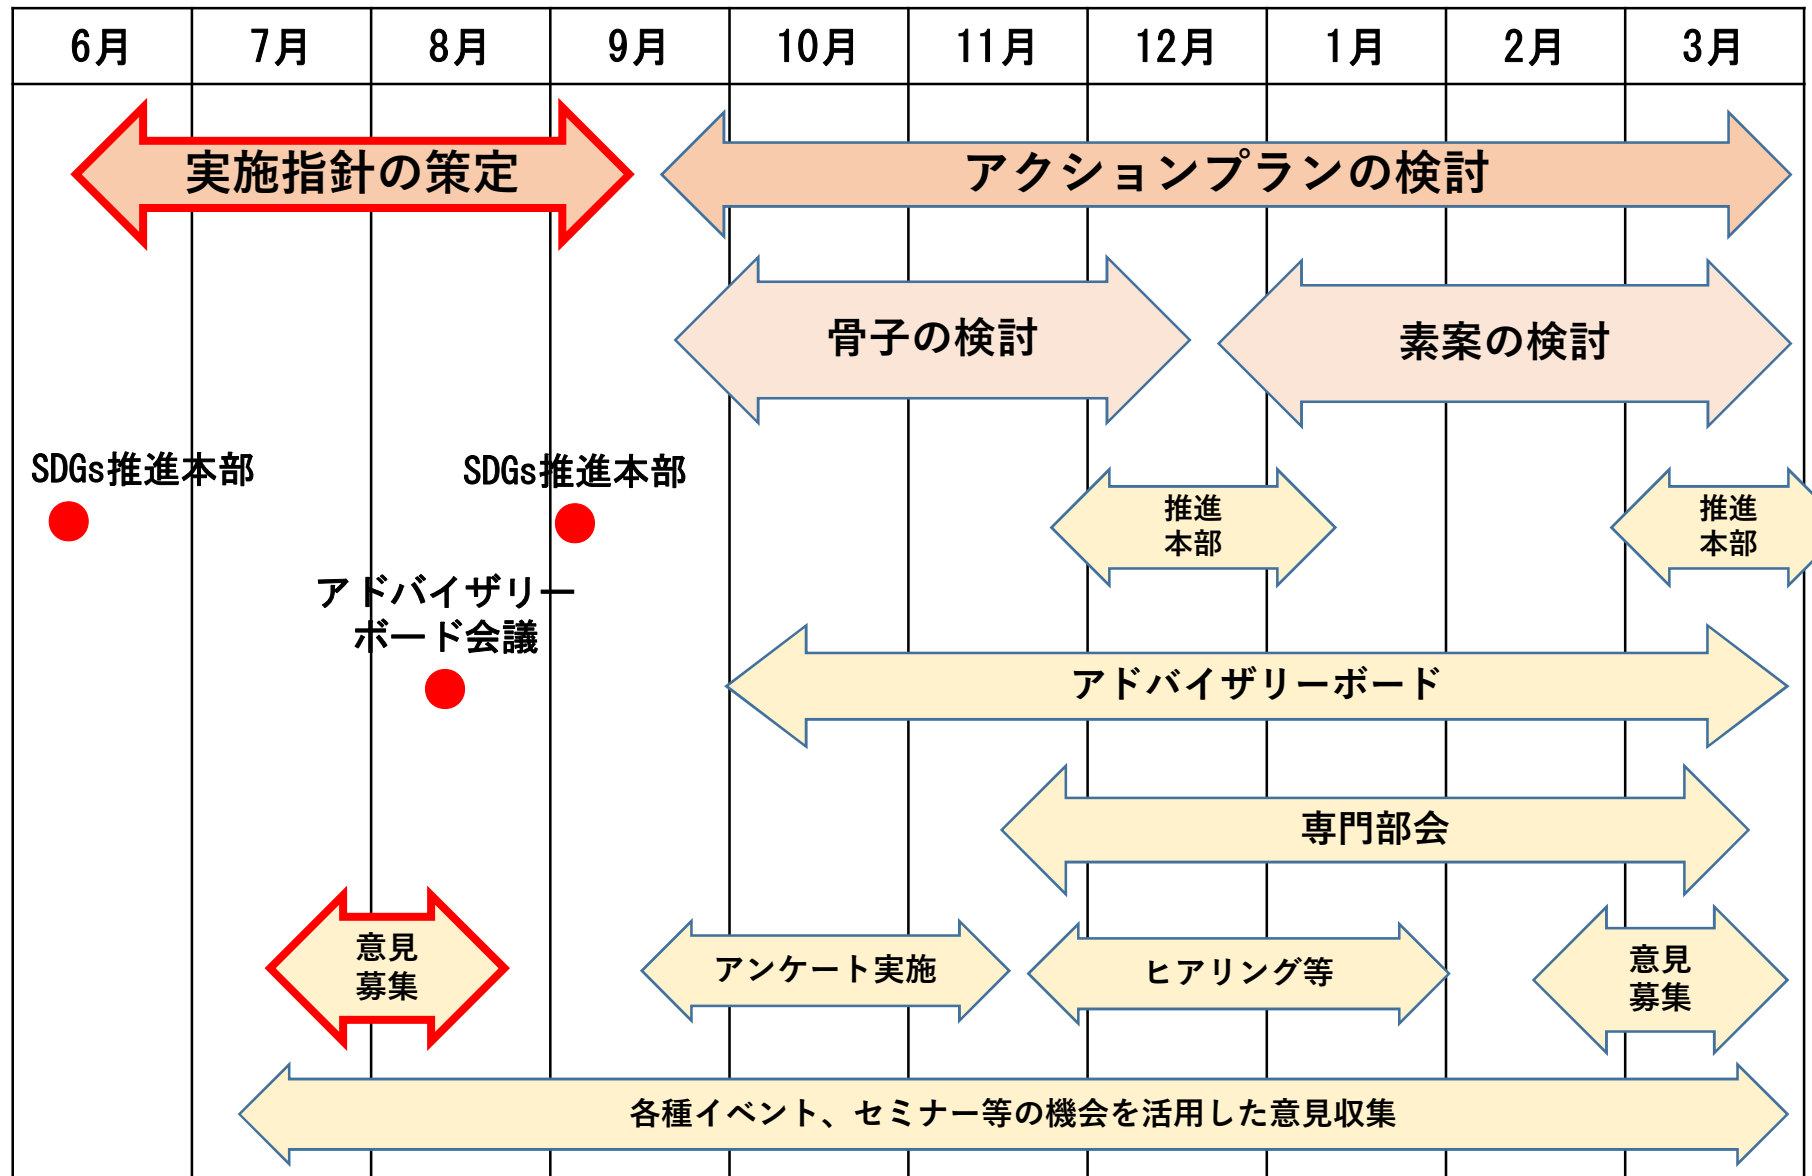 6月 7月 8月 9月 10月 11月 12月 1月 2月 3月
実施指針の策定 アクションプランの検討
骨子の検討 素案の検討
SDGs推進本部 SDGs推進本部
推進
本部
推進
本部
アドバイザリー
ボード会議
アドバイザリーボード
専門部会
意見
募集
アンケート実施 ヒアリング等
意見
募集
各種イベント、セミナー等の機会を活用した意見収集